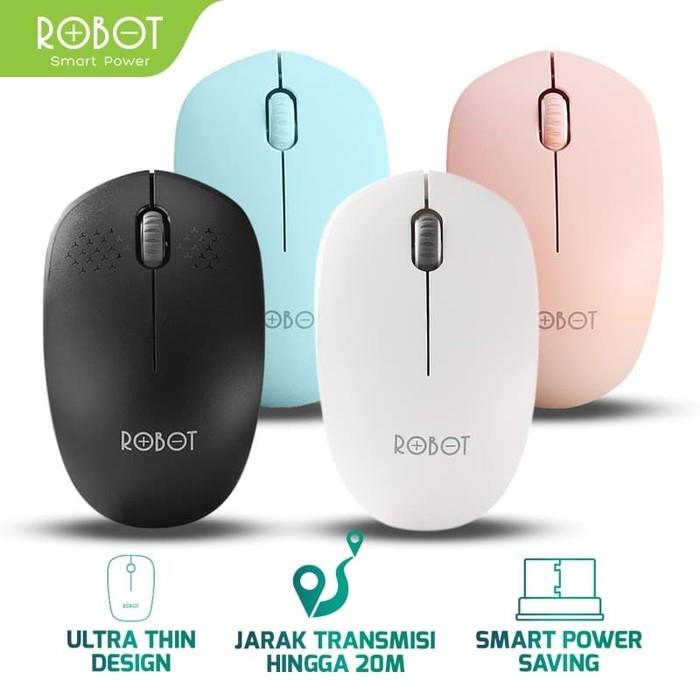 ROBOT
Smart Power
ROBOT
ROBOT
ROBOT
ROBOT
ROBOT
ULTRA THIN
DESIGN
JARAK TRANSMISI
HINGGA 20M
SMART POWER
SAVING